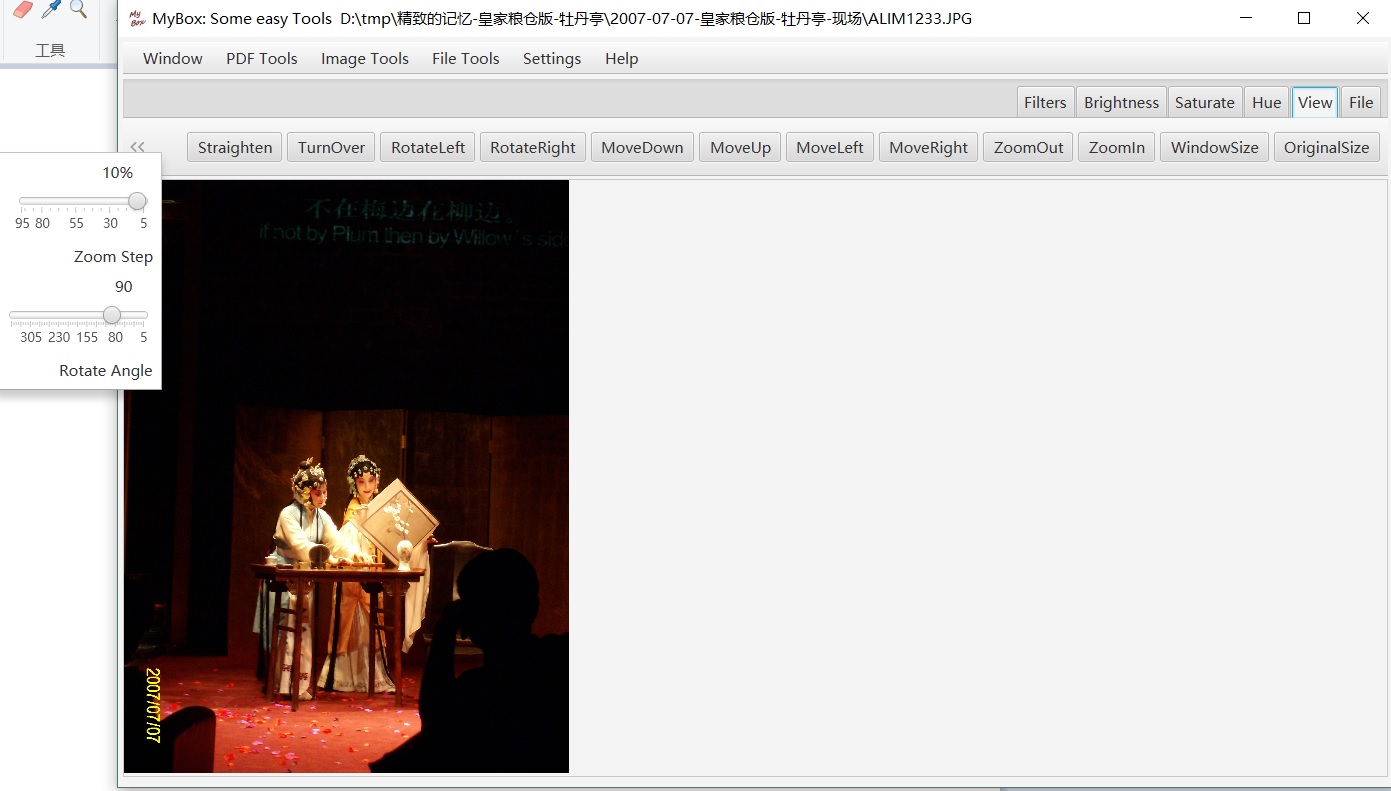 工具
My Box
MyBox: Some easy Tools D:\tmp\精致的记忆-皇家粮仓版-牡丹亭\2007-07-07-皇家粮仓版-牡丹亭-现场\ALIM1233.JPG
Window PDF Tools Image Tools File Tools Settings Help
Filters Brightness Saturate Hue View File
Straighten TurnOver RotateLeft RotateRight MoveDown MoveUp MoveLeft MoveRight ZoomOut ZoomIn WindowSize OriginalSize
10%
95 80 55 30 5
Zoom Step
90
305 230 155 80 5
Rotate Angle
不在梅边在柳边。
if not by Plum then by Willow's side
2007/07/07